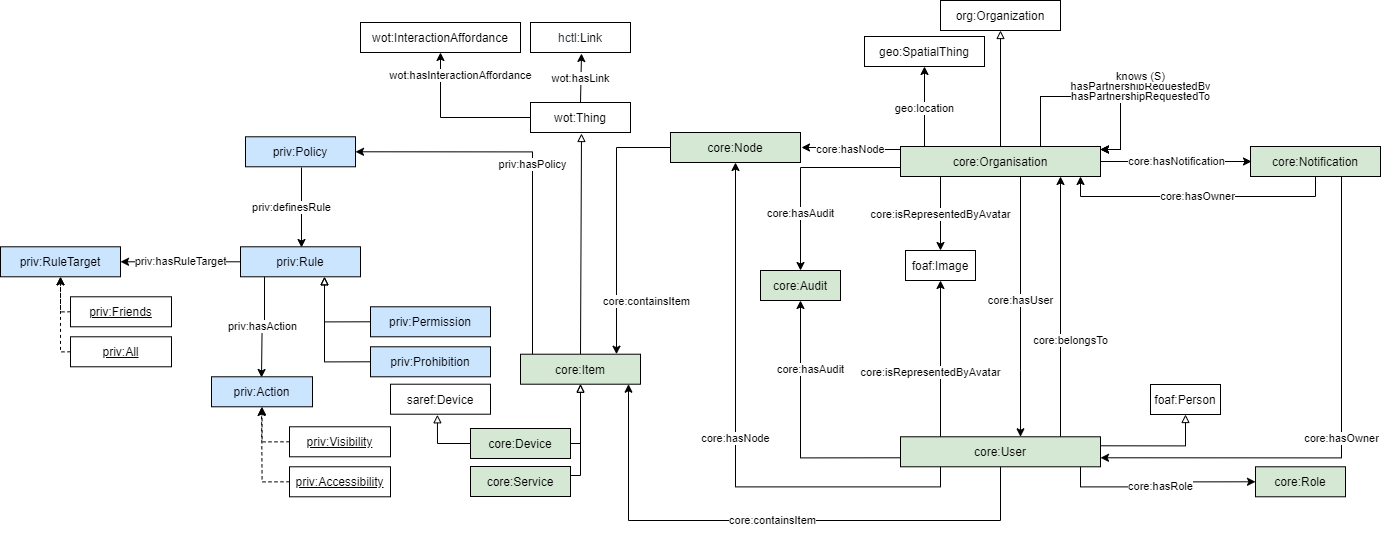 org:Organization
wot:InteractionAffordance
hctl:Link
geo:SpatialThing
wot:hasInteractionAffordance
wot:hasLink
knows (S)
hasPartnershipRequestedBy
hasPartnershipRequestedTo
geo:location
wot:Thing
priv:Policy
priv:hasPolicy
core:Node
core:hasNode
core:Organisation
core:hasNotification
core:Notification
core:hasOwner
priv:definesRule
core:hasAudit
core:isRepresentedByAvatar
priv:RuleTarget
priv:hasRuleTarget
priv:Rule
foaf:Image
core:Audit
core:containsItem
core:hasUser
priv:Friends
priv:hasAction
priv:Permission
core:belongsTo
priv:All
priv:Prohibition
core:Item
core:hasAudit
core:isRepresentedByAvatar
priv:Action
saref:Device
foaf:Person
priv:Visibility
core:Device
core:hasNode
core:User
core:hasOwner
priv:Accessibility
core:Service
core:hasRole
core:Role
core:containsItem